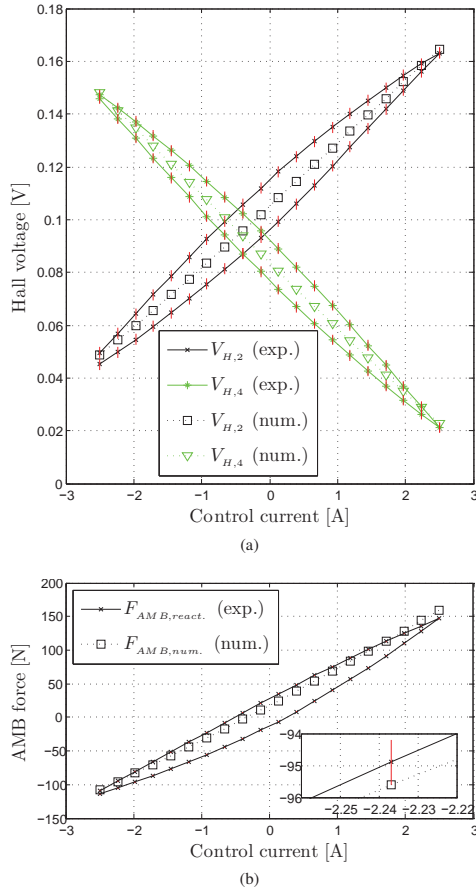 0.18
0.16
0.14
0.12
0.1
0.08
0.06
0.04
0.02
0
Hall voltage [V]
V_{H,2} (exp.)
V_{H,4} (exp.)
V_{H,2} (num.)
V_{H,4} (num.)
−3 −2 −1 0 1 2 3
Control current [A]
(a)
200
150
100
50
0
−50
−100
−150
AMB force [N]
F_{AMB,react.} (exp.)
F_{AMB,num.} (num.)
−94
−95
−96
−2.25 −2.24 −2.23 −2.22
−3 −2 −1 0 1 2 3
Control current [A]
(b)